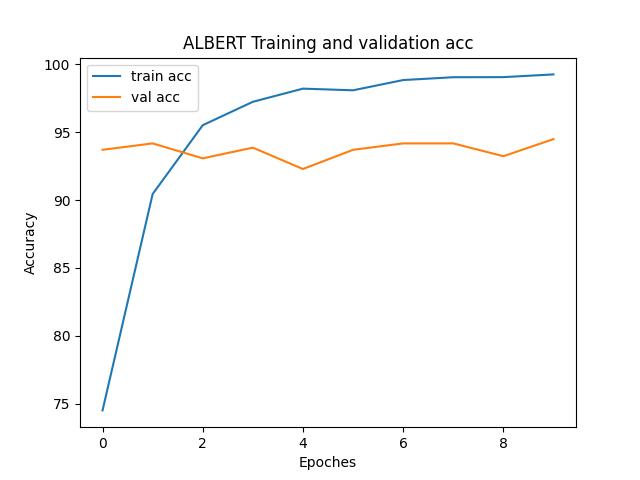 ALBERT Training and validation acc
train acc
val acc
Accuracy
100
95
90
85
80
75
0 2 4 6 8
Epoches